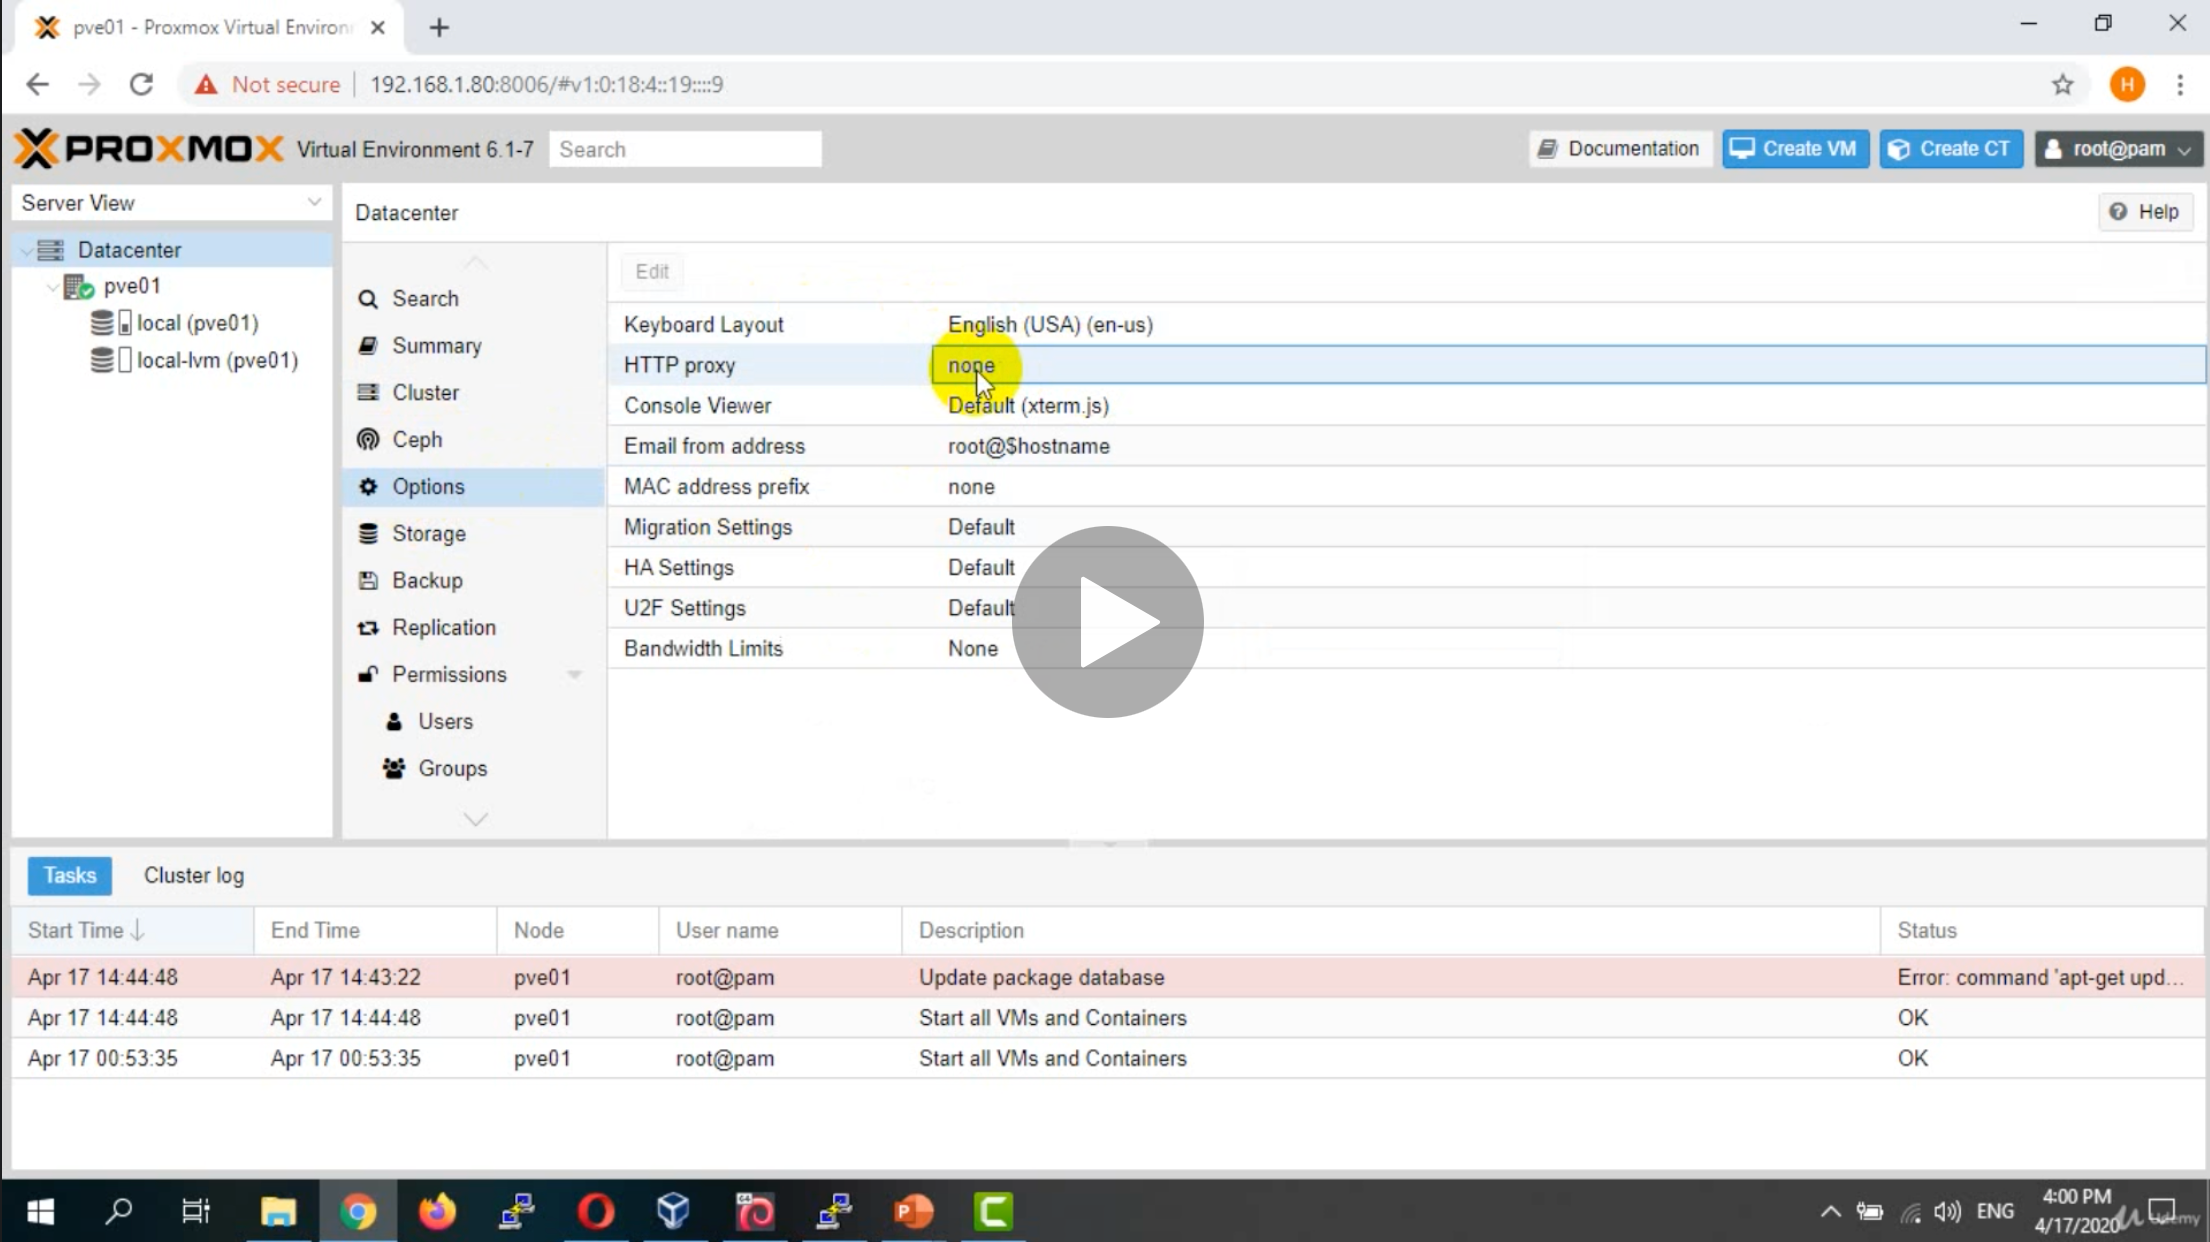 pve01 - Proxmox Virtual Environ
Not secure 192.168.1.80:8006/#v1:0:18:4::19::::9
H
PROXMOX Virtual Environment 6.1-7 Search Documentation Create VM Create CT root@pam
Server View
Datacenter
pve01
local (pve01)
local-lvm (pve01)
Datacenter Help
Search
Summary
Cluster
Ceph
Options
Storage
Backup
Replication
Permissions
Users
Groups
Edit
Keyboard Layout English (USA) (en-us)
HTTP proxy none
Console Viewer Default (xterm.js)
Email from address root@$hostname
MAC address prefix none
Migration Settings Default
HA Settings Default
U2F Settings Default
Bandwidth Limits None
Tasks Cluster log
Start Time End Time Node User name Description Status
Apr 17 14:44:48 Apr 17 14:43:22 pve01 root@pam Update package database Error: command 'apt-get upd...
Apr 17 14:44:48 Apr 17 14:44:48 pve01 root@pam Start all VMs and Containers OK
Apr 17 00:53:35 Apr 17 00:53:35 pve01 root@pam Start all VMs and Containers OK
64
P
C
ENG
4:00 PM
4/17/2020
Udemy